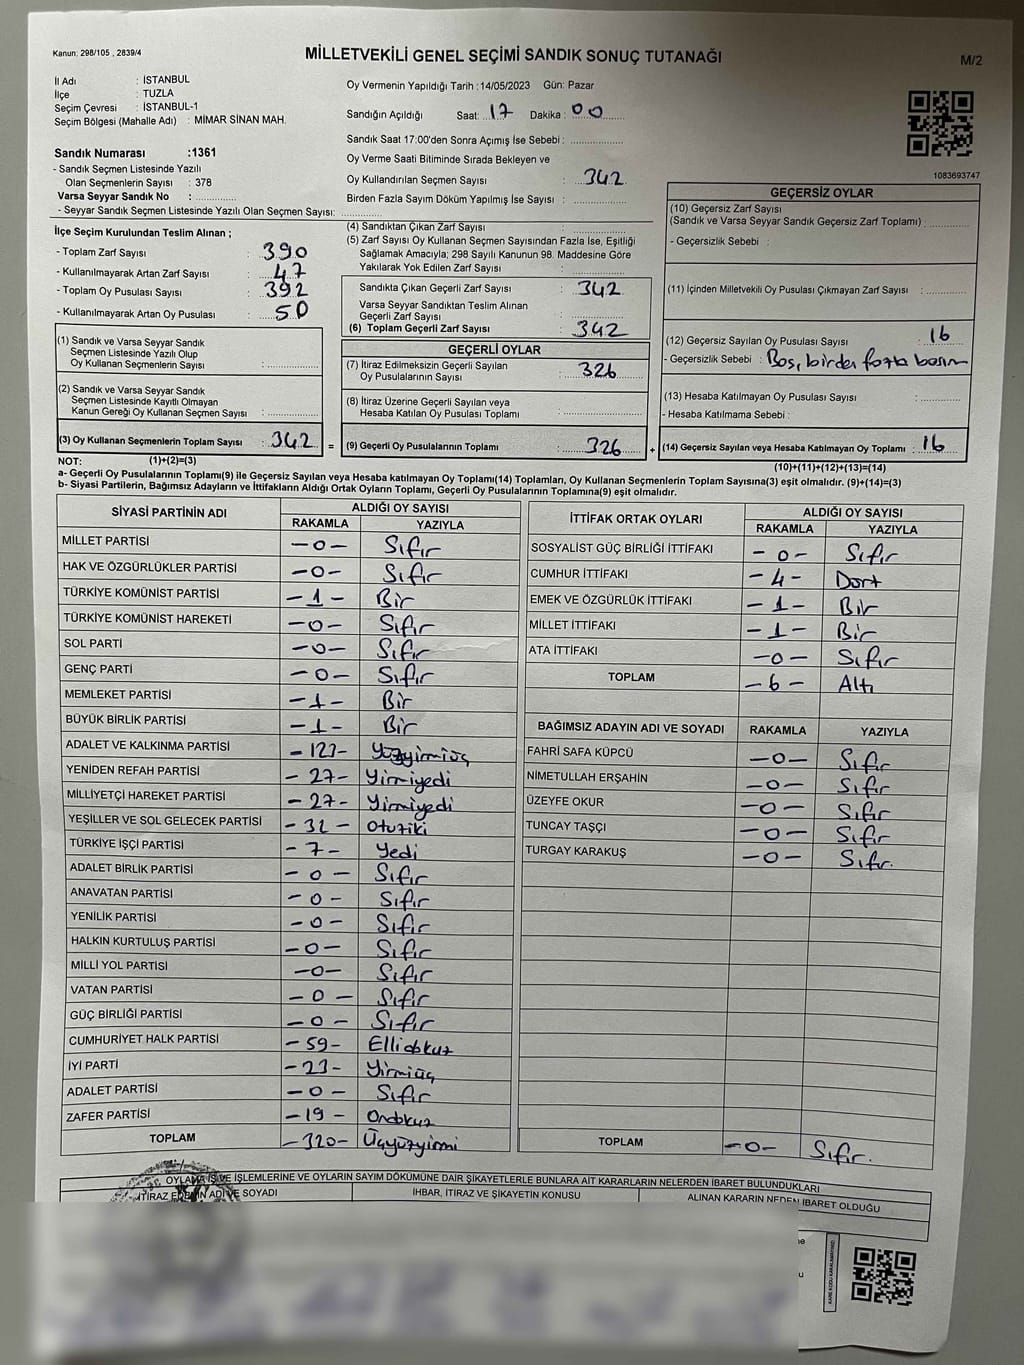 Kanun: 298/105 , 2839/4
MİLLETVEKİLİ GENEL SEÇİMİ SANDIK SONUÇ TUTANAĞI
M/2
İl Adı : İSTANBUL
İlçe : TUZLA
Seçim Çevresi : İSTANBUL-1
Seçim Bölgesi (Mahalle Adı) : MİMAR SİNAN MAH.
Oy Vermenin Yapıldığı Tarih : 14/05/2023 Gün: Pazar
Sandığın Açıldığı Saat: 17 Dakika : 00
Sandık Saat 17:00'den Sonra Açımış İse Sebebi :
Sandık Numarası :1361
- Sandık Seçmen Listesinde Yazılı
Olan Seçmenlerin Sayısı : 378
Varsa Seyyar Sandık No :
- Seyyar Sandık Seçmen Listesinde Yazılı Olan Seçmen Sayısı:
Oy Verme Saati Bitiminde Sırada Bekleyen ve
Oy Kullandırılan Seçmen Sayısı : 342
Birden Fazla Sayım Döküm Yapılmış İse Sayısı :
1083693747
İlçe Seçim Kurulundan Teslim Alınan ;
- Toplam Zarf Sayısı : 390
- Kullanılmayarak Artan Zarf Sayısı : 47
- Toplam Oy Pusulası Sayısı : 392
- Kullanılmayarak Artan Oy Pusulası : 50
(4) Sandıktan Çıkan Zarf Sayısı :
(5) Zarf Sayısı Oy Kullanan Seçmen Sayısından Fazla İse, Eşitliği
Sağlamak Amacıyla; 298 Sayılı Kanunun 98. Maddesine Göre
Yakılarak Yok Edilen Zarf Sayısı :
Sandıkta Çıkan Geçerli Zarf Sayısı : 342
Varsa Seyyar Sandıktan Teslim Alınan
Geçerli Zarf Sayısı :
(6) Toplam Geçerli Zarf Sayısı : 342
GEÇERSİZ OYLAR
(10) Geçersiz Zarf Sayısı
(Sandık ve Varsa Seyyar Sandık Geçersiz Zarf Toplamı) :
- Geçersizlik Sebebi :
(11) İçinden Milletvekili Oy Pusulası Çıkmayan Zarf Sayısı :
(12) Geçersiz Sayılan Oy Pusulası Sayısı : 16
- Geçersizlik Sebebi : Boş, birden fazla basım
(13) Hesaba Katılmayan Oy Pusulası Sayısı :
- Hesaba Katılmama Sebebi :
(14) Geçersiz Sayılan veya Hesaba Katılmayan Oy Toplamı : 16
(10)+(11)+(12)+(13)=(14)
(1) Sandık ve Varsa Seyyar Sandık
Seçmen Listesinde Yazılı Olup
Oy Kullanan Seçmenlerin Sayısı :
(2) Sandık ve Varsa Seyyar Sandık
Seçmen Listesinde Kayıtlı Olmayan
Kanun Gereği Oy Kullanan Seçmen Sayısı :
(3) Oy Kullanan Seçmenlerin Toplam Sayısı : 342 =
GEÇERLİ OYLAR
(7) İtiraz Edilmeksizin Geçerli Sayılan
Oy Pusulalarının Sayısı : 326
(8) İtiraz Üzerine Geçerli Sayılan veya
Hesaba Katılan Oy Pusulası Toplamı :
(9) Geçerli Oy Pusulalarının Toplamı : 326 +
NOT: (1)+(2)=(3)
a- Geçerli Oy Pusulalarının Toplamı(9) ile Geçersiz Sayılan veya Hesaba katılmayan Oy Toplamı(14) Toplamları, Oy Kullanan Seçmenlerin Toplam Sayısına(3) eşit olmalıdır. (9)+(14)=(3)
b- Siyasi Partilerin, Bağımsız Adayların ve İttifakların Aldığı Ortak Oyların Toplamı, Geçerli Oy Pusulalarının Toplamına(9) eşit olmalıdır.
SİYASİ PARTİNİN ADI ALDIĞI OY SAYISI
RAKAMLA YAZIYLA
MİLLET PARTİSİ -0- Sıfır
HAK VE ÖZGÜRLÜKLER PARTİSİ -0- Sıfır
TÜRKİYE KOMÜNİST PARTİSİ -1- Bir
TÜRKİYE KOMÜNİST HAREKETİ -0- Sıfır
SOL PARTİ -0- Sıfır
GENÇ PARTİ -0- Sıfır
MEMLEKET PARTİSİ -1- Bir
BÜYÜK BİRLİK PARTİSİ -1- Bir
ADALET VE KALKINMA PARTİSİ -123- Yüzyirmiüç
YENİDEN REFAH PARTİSİ -27- Yirmiyedi
MİLLİYETÇİ HAREKET PARTİSİ -27- Yirmiyedi
YEŞİLLER VE SOL GELECEK PARTİSİ -32- Otuziki
TÜRKİYE İŞÇİ PARTİSİ -7- Yedi
ADALET BİRLİK PARTİSİ -0- Sıfır
ANAVATAN PARTİSİ -0- Sıfır
YENİLİK PARTİSİ -0- Sıfır
HALKIN KURTULUŞ PARTİSİ -0- Sıfır
MİLLİ YOL PARTİSİ -0- Sıfır
VATAN PARTİSİ -0- Sıfır
GÜÇ BİRLİĞİ PARTİSİ -0- Sıfır
CUMHURİYET HALK PARTİSİ -59- Ellidokuz
İYİ PARTİ -23- Yirmiüç
ADALET PARTİSİ -0- Sıfır
ZAFER PARTİSİ -19- Ondokuz
TOPLAM -320- Üçyüzyirmi
İTTİFAK ORTAK OYLARI ALDIĞI OY SAYISI
RAKAMLA YAZIYLA
SOSYALİST GÜÇ BİRLİĞİ İTTİFAKI -0- Sıfır
CUMHUR İTTİFAKI -4- Dört
EMEK VE ÖZGÜRLÜK İTTİFAKI -1- Bir
MİLLET İTTİFAKI -1- Bir
ATA İTTİFAKI -0- Sıfır
TOPLAM -6- Altı
BAĞIMSIZ ADAYIN ADI VE SOYADI RAKAMLA YAZIYLA
FAHRİ SAFA KÜPCÜ -0- Sıfır
NİMETULLAH ERŞAHİN -0- Sıfır
ÜZEYFE OKUR -0- Sıfır
TUNCAY TAŞÇI -0- Sıfır
TURGAY KARAKUŞ -0- Sıfır.
TOPLAM -0- Sıfır.
OYLAMA İŞ VE İŞLEMLERİNE VE OYLARIN SAYIM DÖKÜMÜNE DAİR ŞİKAYETLERLE BUNLARA AİT KARARLARIN NELERDEN İBARET BULUNDUKLARI
İTİRAZ EDENİN ADI VE SOYADI İHBAR, İTİRAZ VE ŞİKAYETİN KONUSU ALINAN KARARIN NEDEN İBARET OLDUĞU